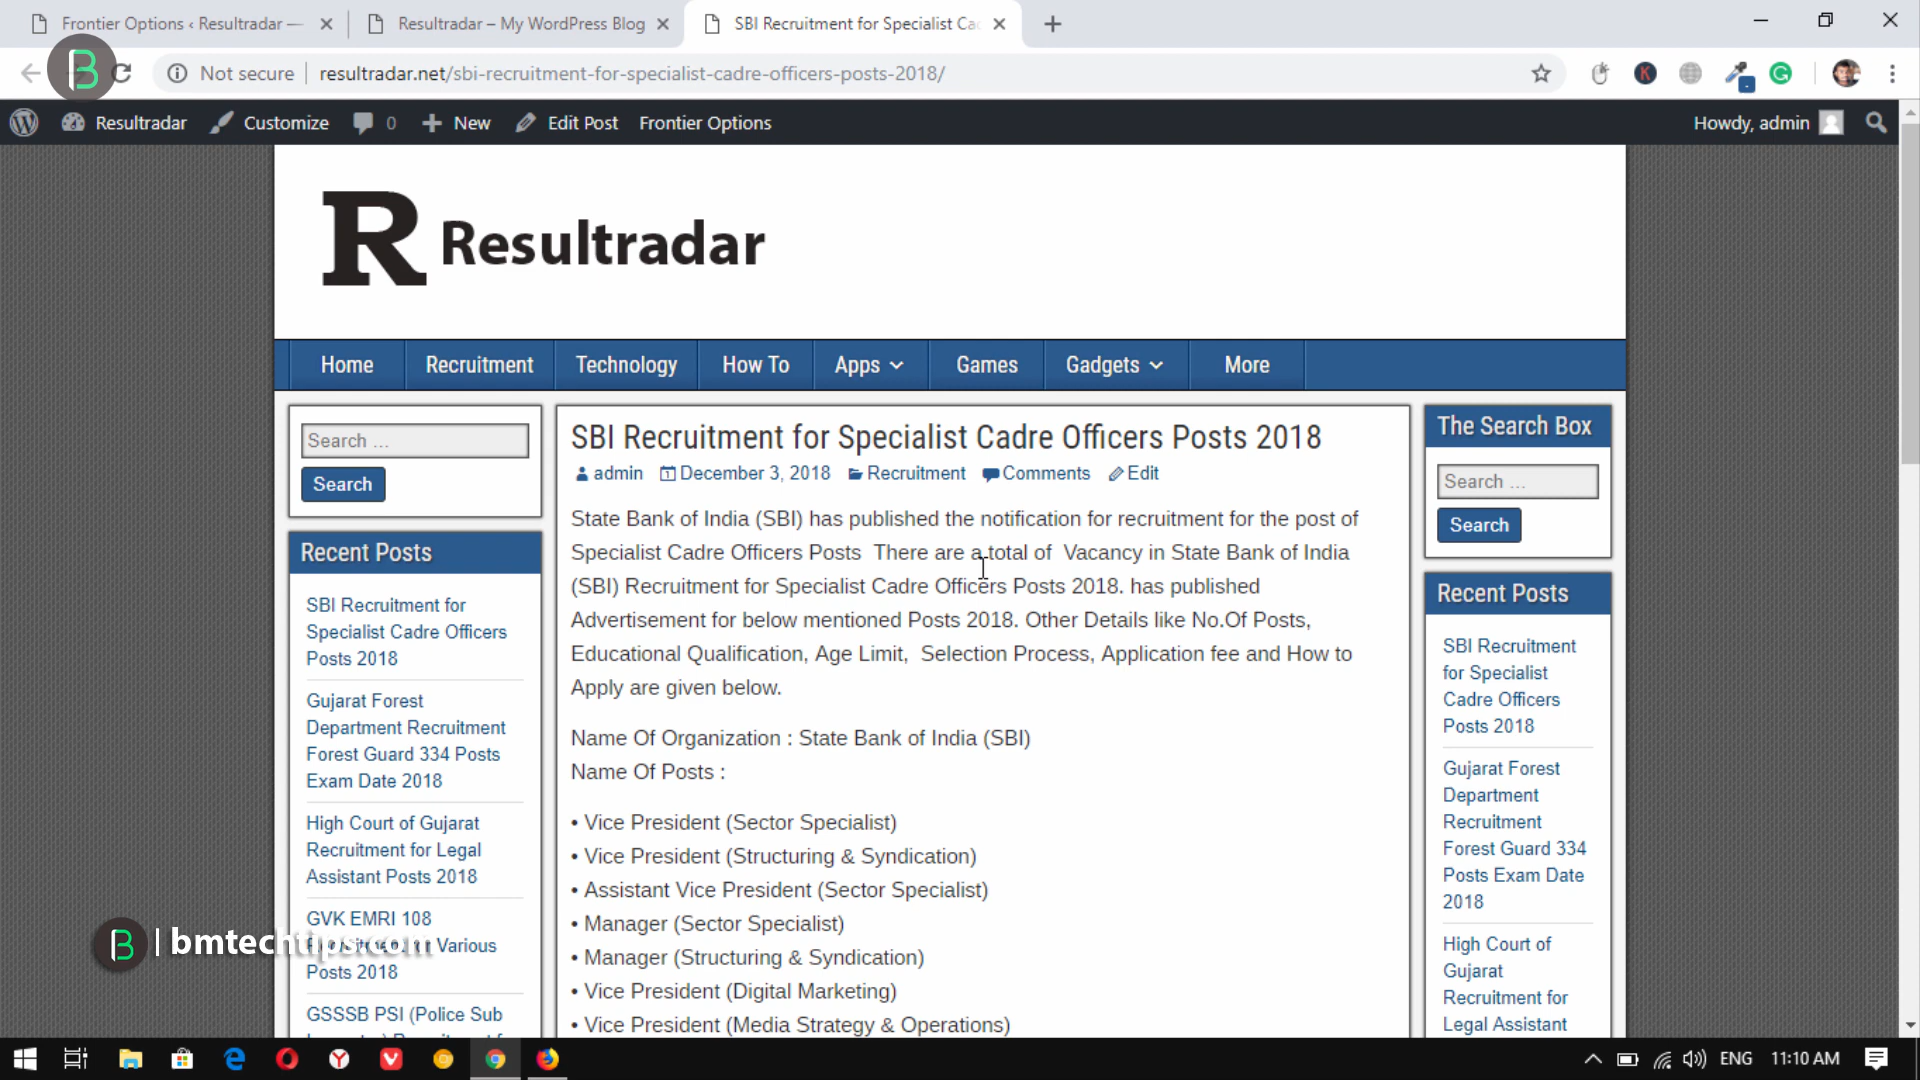 Frontier Options ‹ Resultradar —
Resultradar – My WordPress Blog
SBI Recruitment for Specialist Ca
Not secure
resultradar.net/sbi-recruitment-for-specialist-cadre-officers-posts-2018/
Resultradar
Customize
0
New
Edit Post
Frontier Options
Howdy, admin
R Resultradar
Home
Recruitment
Technology
How To
Apps
Games
Gadgets
More
Search ...
Search
Recent Posts
SBI Recruitment for
Specialist Cadre Officers
Posts 2018
Gujarat Forest
Department Recruitment
Forest Guard 334 Posts
Exam Date 2018
High Court of Gujarat
Recruitment for Legal
Assistant Posts 2018
GVK EMRI 108
Various
Posts 2018
GSSSB PSI (Police Sub
SBI Recruitment for Specialist Cadre Officers Posts 2018
admin
December 3, 2018
Recruitment
Comments
Edit
State Bank of India (SBI) has published the notification for recruitment for the post of
Specialist Cadre Officers Posts  There are a total of  Vacancy in State Bank of India
(SBI) Recruitment for Specialist Cadre Officers Posts 2018. has published
Advertisement for below mentioned Posts 2018. Other Details like No.Of Posts,
Educational Qualification, Age Limit,  Selection Process, Application fee and How to
Apply are given below.
Name Of Organization : State Bank of India (SBI)
Name Of Posts :
• Vice President (Sector Specialist)
• Vice President (Structuring & Syndication)
• Assistant Vice President (Sector Specialist)
• Manager (Sector Specialist)
• Manager (Structuring & Syndication)
• Vice President (Digital Marketing)
• Vice President (Media Strategy & Operations)
The Search Box
Search ...
Search
Recent Posts
SBI Recruitment
for Specialist
Cadre Officers
Posts 2018
Gujarat Forest
Department
Recruitment
Forest Guard 334
Posts Exam Date
2018
High Court of
Gujarat
Recruitment for
Legal Assistant
| bmtechtips.com
ENG
11:10 AM